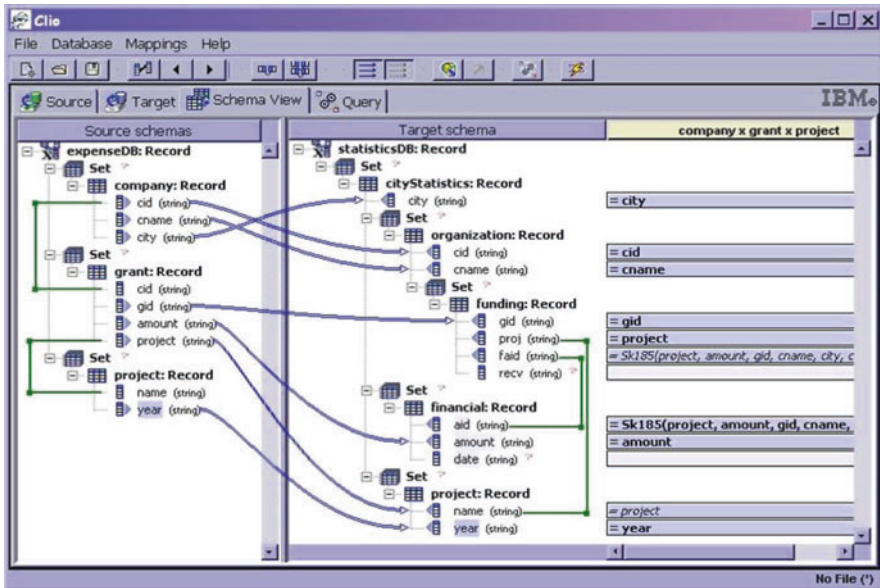 Clio
File Database Mappings Help
Source Target Schema View Query IBM
Source schemas Target schema company x grant x project
expenseDB: Record
Set
company: Record
cid (string)
cname (string)
city (string)
Set
grant: Record
cid (string)
gid (string)
amount (string)
project (string)
Set
project: Record
name (string)
year (string)
statisticsDB: Record
Set
cityStatistics: Record
city (string) = city
Set
organization: Record
cid (string) = cid
cname (string) = cname
Set
funding: Record
gid (string) = gid
proj (string) = project
faid (string) = Sk185(project, amount, gid, cname, city, c
recv (string)
Set
financial: Record
aid (string) = Sk185(project, amount, gid, cname,
amount (string) = amount
date (string)
Set
project: Record
name (string) = project
year (string) = year
No File (*)